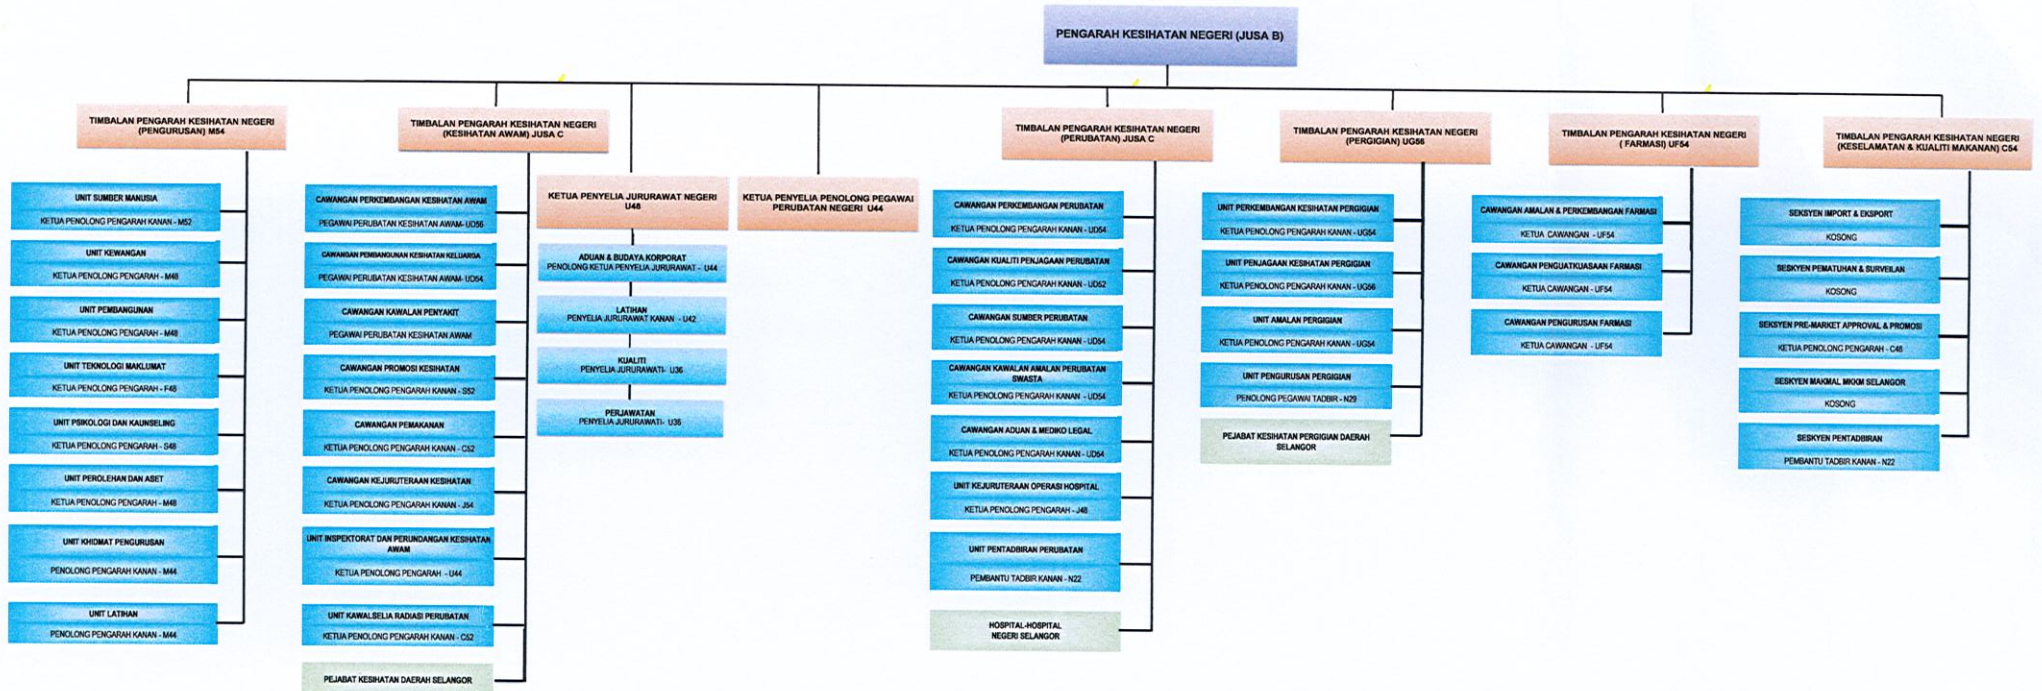 PENGARAH KESIHATAN NEGERI (JUSA B)
TIMBALAN PENGARAH KESIHATAN NEGERI
(PENGURUSAN) M54
UNIT SUMBER MANUSIA
KETUA PENOLONG PENGARAH KANAN - M52
UNIT KEWANGAN
KETUA PENOLONG PENGARAH - M48
UNIT PEMBANGUNAN
KETUA PENOLONG PENGARAH - M48
UNIT TEKNOLOGI MAKLUMAT
KETUA PENOLONG PENGARAH - F48
UNIT PSIKOLOGI DAN KAUNSELING
KETUA PENOLONG PENGARAH - S48
UNIT PEROLEHAN DAN ASET
KETUA PENOLONG PENGARAH - M48
UNIT KHIDMAT PENGURUSAN
PENOLONG PENGARAH KANAN - M44
UNIT LATIHAN
PENOLONG PENGARAH KANAN - M44
TIMBALAN PENGARAH KESIHATAN NEGERI
(KESIHATAN AWAM) JUSA C
CAWANGAN PERKEMBANGAN KESIHATAN AWAM
PEGAWAI PERUBATAN KESIHATAN AWAM- UD56
CAWANGAN PEMBANGUNAN KESIHATAN KELUARGA
PEGAWAI PERUBATAN KESIHATAN AWAM- UD54
CAWANGAN KAWALAN PENYAKIT
PEGAWAI PERUBATAN KESIHATAN AWAM
CAWANGAN PROMOSI KESIHATAN
KETUA PENOLONG PENGARAH KANAN - S52
CAWANGAN PEMAKANAN
KETUA PENOLONG PENGARAH KANAN - C52
CAWANGAN KEJURUTERAAN KESIHATAN
KETUA PENOLONG PENGARAH KANAN - J54
UNIT INSPEKTORAT DAN PERUNDANGAN KESIHATAN
AWAM
KETUA PENOLONG PENGARAH - U44
UNIT KAWALSELIA RADIASI PERUBATAN
KETUA PENOLONG PENGARAH KANAN - C52
PEJABAT KESIHATAN DAERAH SELANGOR
KETUA PENYELIA JURURAWAT NEGERI
U48
ADUAN & BUDAYA KORPORAT
PENOLONG KETUA PENYELIA JURURAWAT - U44
LATIHAN
PENYELIA JURURAWAT KANAN - U42
KUALITI
PENYELIA JURURAWATI- U36
PERJAWATAN
PENYELIA JURURAWATI- U36
KETUA PENYELIA PENOLONG PEGAWAI
PERUBATAN NEGERI U44
TIMBALAN PENGARAH KESIHATAN NEGERI
(PERUBATAN) JUSA C
CAWANGAN PERKEMBANGAN PERUBATAN
KETUA PENOLONG PENGARAH KANAN - UD54
CAWANGAN KUALITI PENJAGAAN PERUBATAN
KETUA PENOLONG PENGARAH KANAN - UD52
CAWANGAN SUMBER PERUBATAN
KETUA PENOLONG PENGARAH KANAN - UD54
CAWANGAN KAWALAN AMALAN PERUBATAN
SWASTA
KETUA PENOLONG PENGARAH KANAN - UD54
CAWANGAN ADUAN & MEDIKO LEGAL
KETUA PENOLONG PENGARAH KANAN - UD54
UNIT KEJURUTERAAN OPERASI HOSPITAL
KETUA PENOLONG PENGARAH - J48
UNIT PENTADBIRAN PERUBATAN
PEMBANTU TADBIR KANAN - N22
HOSPITAL-HOSPITAL
NEGERI SELANGOR
TIMBALAN PENGARAH KESIHATAN NEGERI
(PERGIGIAN) UG56
UNIT PERKEMBANGAN KESIHATAN PERGIGIAN
KETUA PENOLONG PENGARAH KANAN - UG54
UNIT PENJAGAAN KESIHATAN PERGIGIAN
KETUA PENOLONG PENGARAH KANAN - UG56
UNIT AMALAN PERGIGIAN
KETUA PENOLONG PENGARAH KANAN - UG54
UNIT PENGURUSAN PERGIGIAN
PENOLONG PEGAWAI TADBIR - N29
PEJABAT KESIHATAN PERGIGIAN DAERAH
SELANGOR
TIMBALAN PENGARAH KESIHATAN NEGERI
( FARMASI) UF54
CAWANGAN AMALAN & PERKEMBANGAN FARMASI
KETUA CAWANGAN - UF54
CAWANGAN PENGUATKUASAAN FARMASI
KETUA CAWANGAN - UF54
CAWANGAN PENGURUSAN FARMASI
KETUA CAWANGAN - UF54
TIMBALAN PENGARAH KESIHATAN NEGERI
(KESELAMATAN & KUALITI MAKANAN) C54
SEKSYEN IMPORT & EKSPORT
KOSONG
SESKYEN PEMATUHAN & SURVEILAN
KOSONG
SEKSYEN PRE-MARKET APPROVAL & PROMOSI
KETUA PENOLONG PENGARAH - C48
SESKYEN MAKMAL MKKM SELANGOR
KOSONG
SESKYEN PENTADBIRAN
PEMBANTU TADBIR KANAN - N22